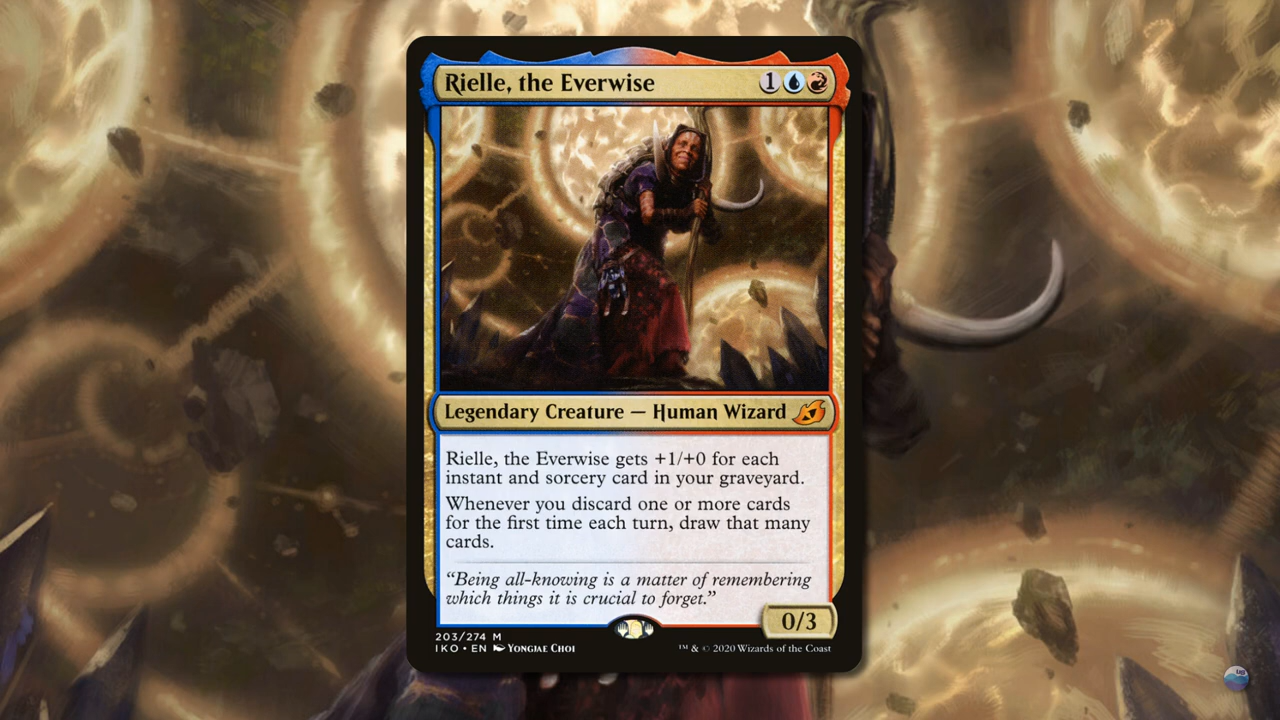 Rielle, the Everwise 1
Legendary Creature — Human Wizard
Rielle, the Everwise gets +1/+0 for each
instant and sorcery card in your graveyard.
Whenever you discard one or more cards
for the first time each turn, draw that many
cards.
“Being all-knowing is a matter of remembering
which things it is crucial to forget.”
0/3
203/274 M
IKO • EN Yongjae Choi
™ & © 2020 Wizards of the Coast